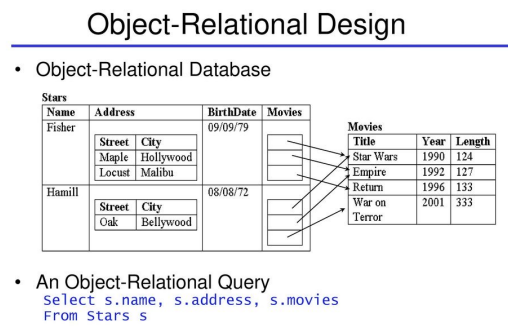 Object-Relational Design
• Object-Relational Database
Stars
Name Address BirthDate Movies
Fisher 09/09/79
Street City
Maple Hollywood
Locust Malibu
Hamill 08/08/72
Street City
Oak Bellywood
Movies
Title Year Length
Star Wars 1990 124
Empire 1992 127
Return 1996 133
War on 2001 333
Terror
• An Object-Relational Query
Select s.name, s.address, s.movies
From Stars s